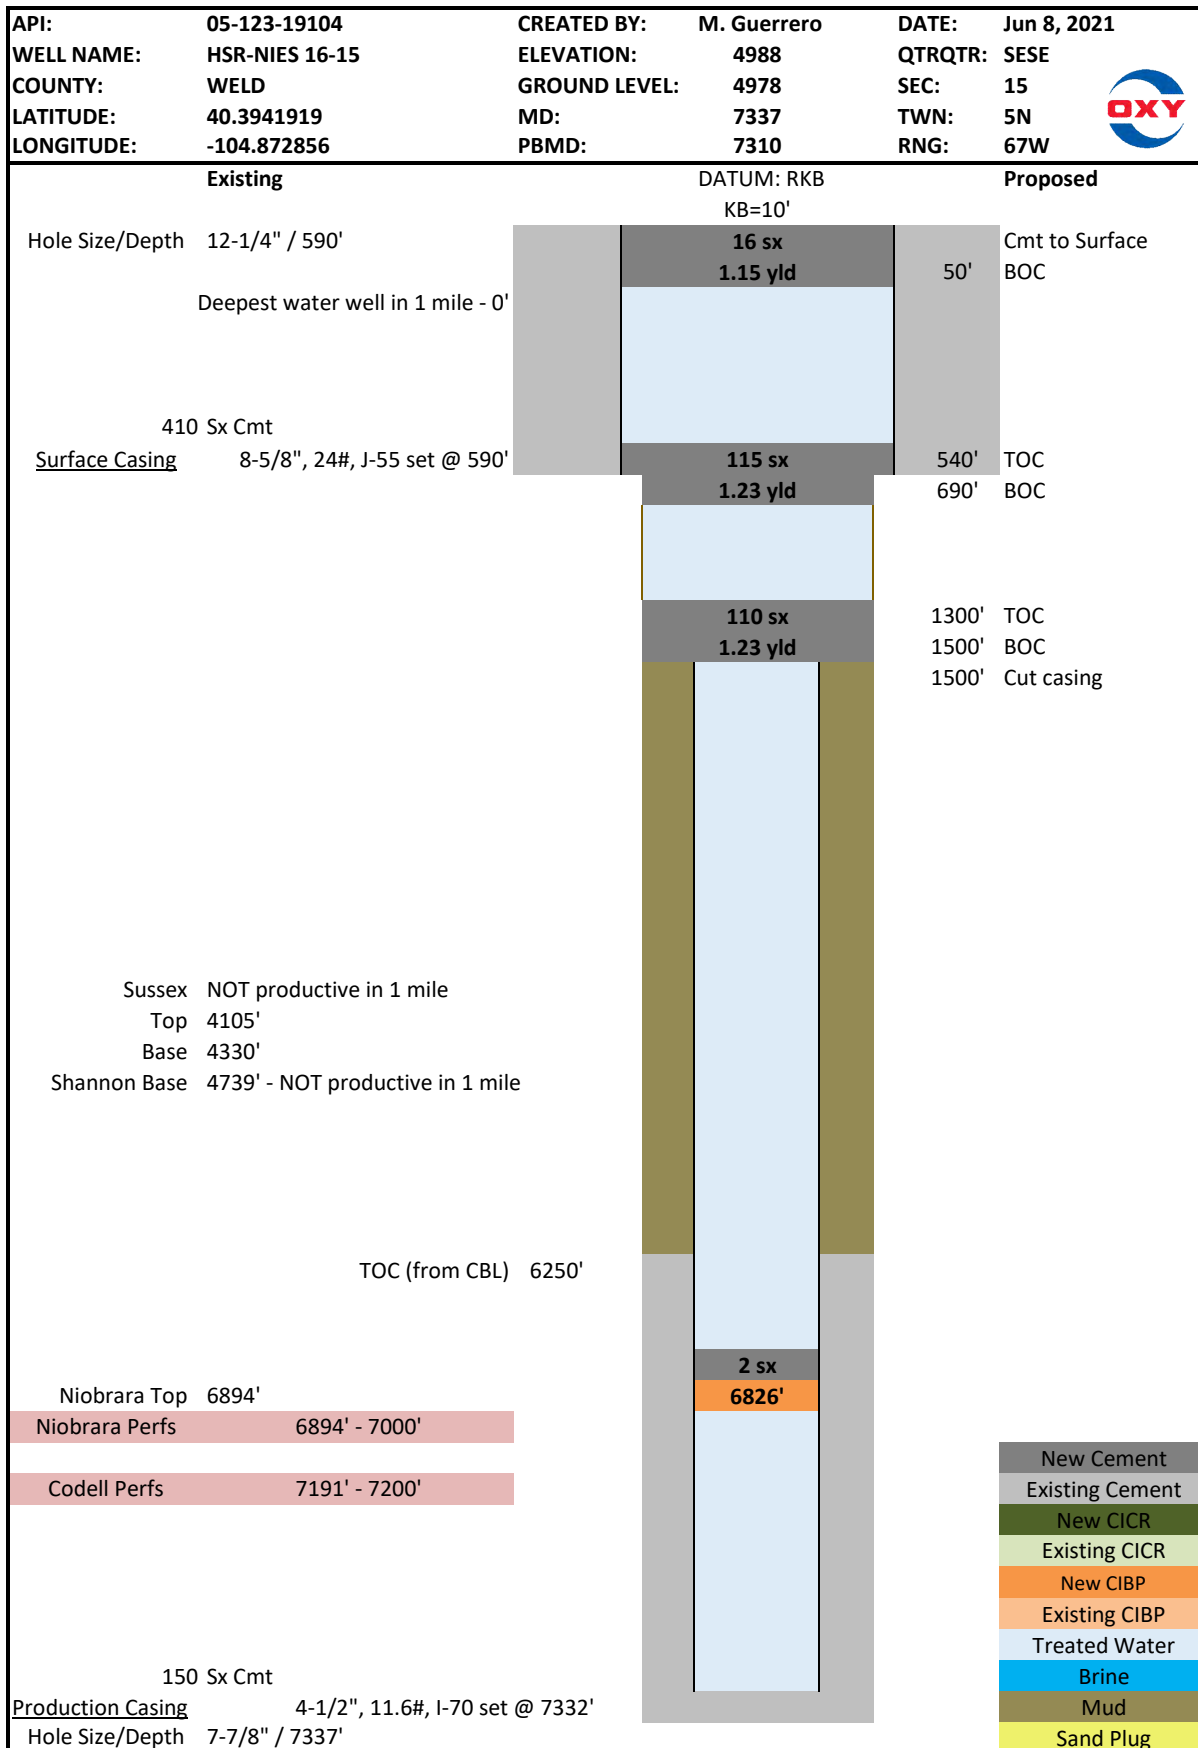 API: 05-123-19104 CREATED BY: M. Guerrero DATE: Jun 8, 2021
WELL NAME: HSR-NIES 16-15 ELEVATION: 4988 QTRQTR: SESE
COUNTY: WELD GROUND LEVEL: 4978 SEC: 15
OXY
LATITUDE: 40.3941919 MD: 7337 TWN: 5N
LONGITUDE: -104.872856 PBMD: 7310 RNG: 67W
Existing DATUM: RKB Proposed
KB=10'
Hole Size/Depth 12-1/4" / 590' 16 sx Cmt to Surface
1.15 yld 50' BOC
Deepest water well in 1 mile - 0'
410 Sx Cmt
Surface Casing 8-5/8", 24#, J-55 set @ 590' 115 sx 540' TOC
1.23 yld 690' BOC
110 sx 1300' TOC
1.23 yld 1500' BOC
1500' Cut casing
Sussex NOT productive in 1 mile
Top 4105'
Base 4330'
Shannon Base 4739' - NOT productive in 1 mile
TOC (from CBL) 6250'
2 sx
Niobrara Top 6894' 6826'
Niobrara Perfs 6894' - 7000'
New Cement
Codell Perfs 7191' - 7200' Existing Cement
New CICR
Existing CICR
New CIBP
Existing CIBP
Treated Water
150 Sx Cmt Brine
Production Casing 4-1/2", 11.6#, I-70 set @ 7332' Mud
Hole Size/Depth 7-7/8" / 7337' Sand Plug